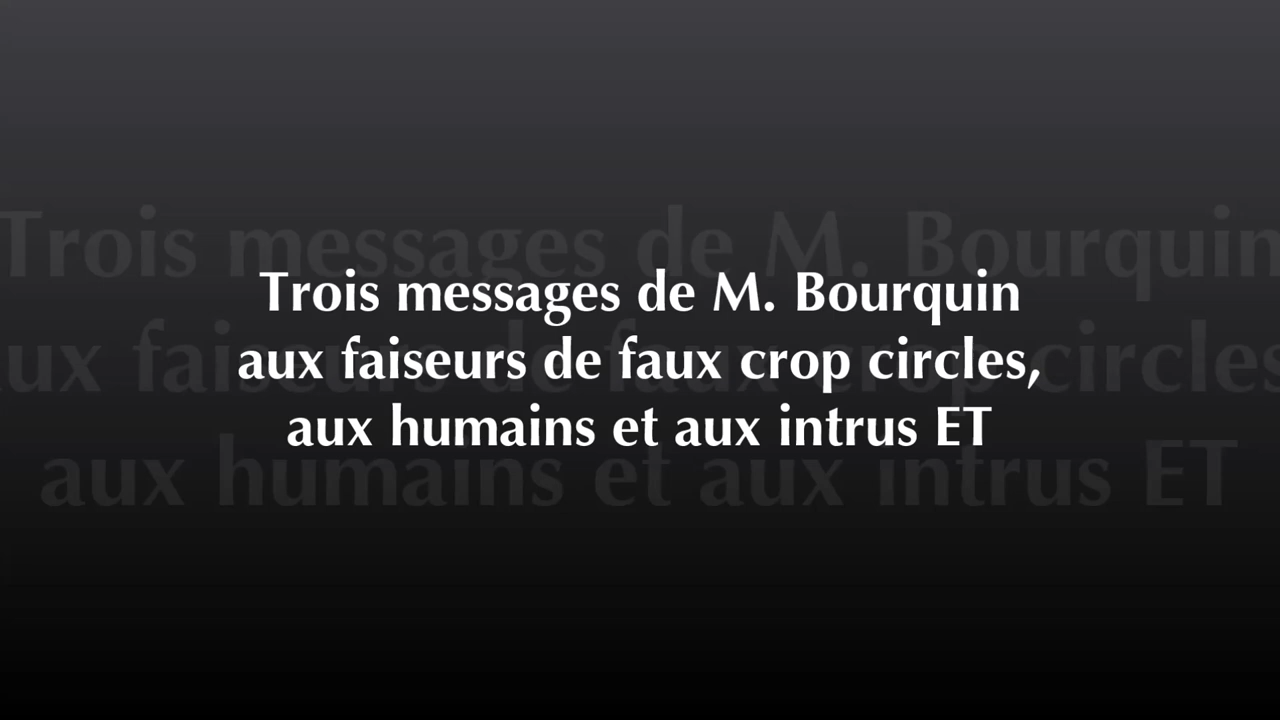 Trois messages de M. Bourquin
aux faiseurs de faux crop circles,
aux humains et aux intrus ET